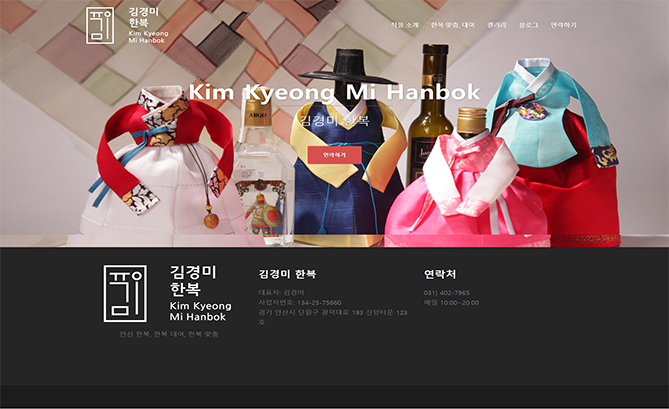 김경미
한복
Kim Kyeong
Mi Hanbok
작품 소개 한복 맞춤, 대여 갤러리 블로그 연락하기
Kim Kyeong Mi Hanbok
김경미 한복
연락하기
ARGO
김경미
한복
Kim Kyeong
Mi Hanbok
안산 한복, 한복 대여, 한복 맞춤
김경미 한복
대표자: 김경미
사업자번호: 134-25-75660
경기 안산시 단원구 광덕대로 193 신양타운 123
호
연락처
031) 402-7965
매일 10:00~20:00